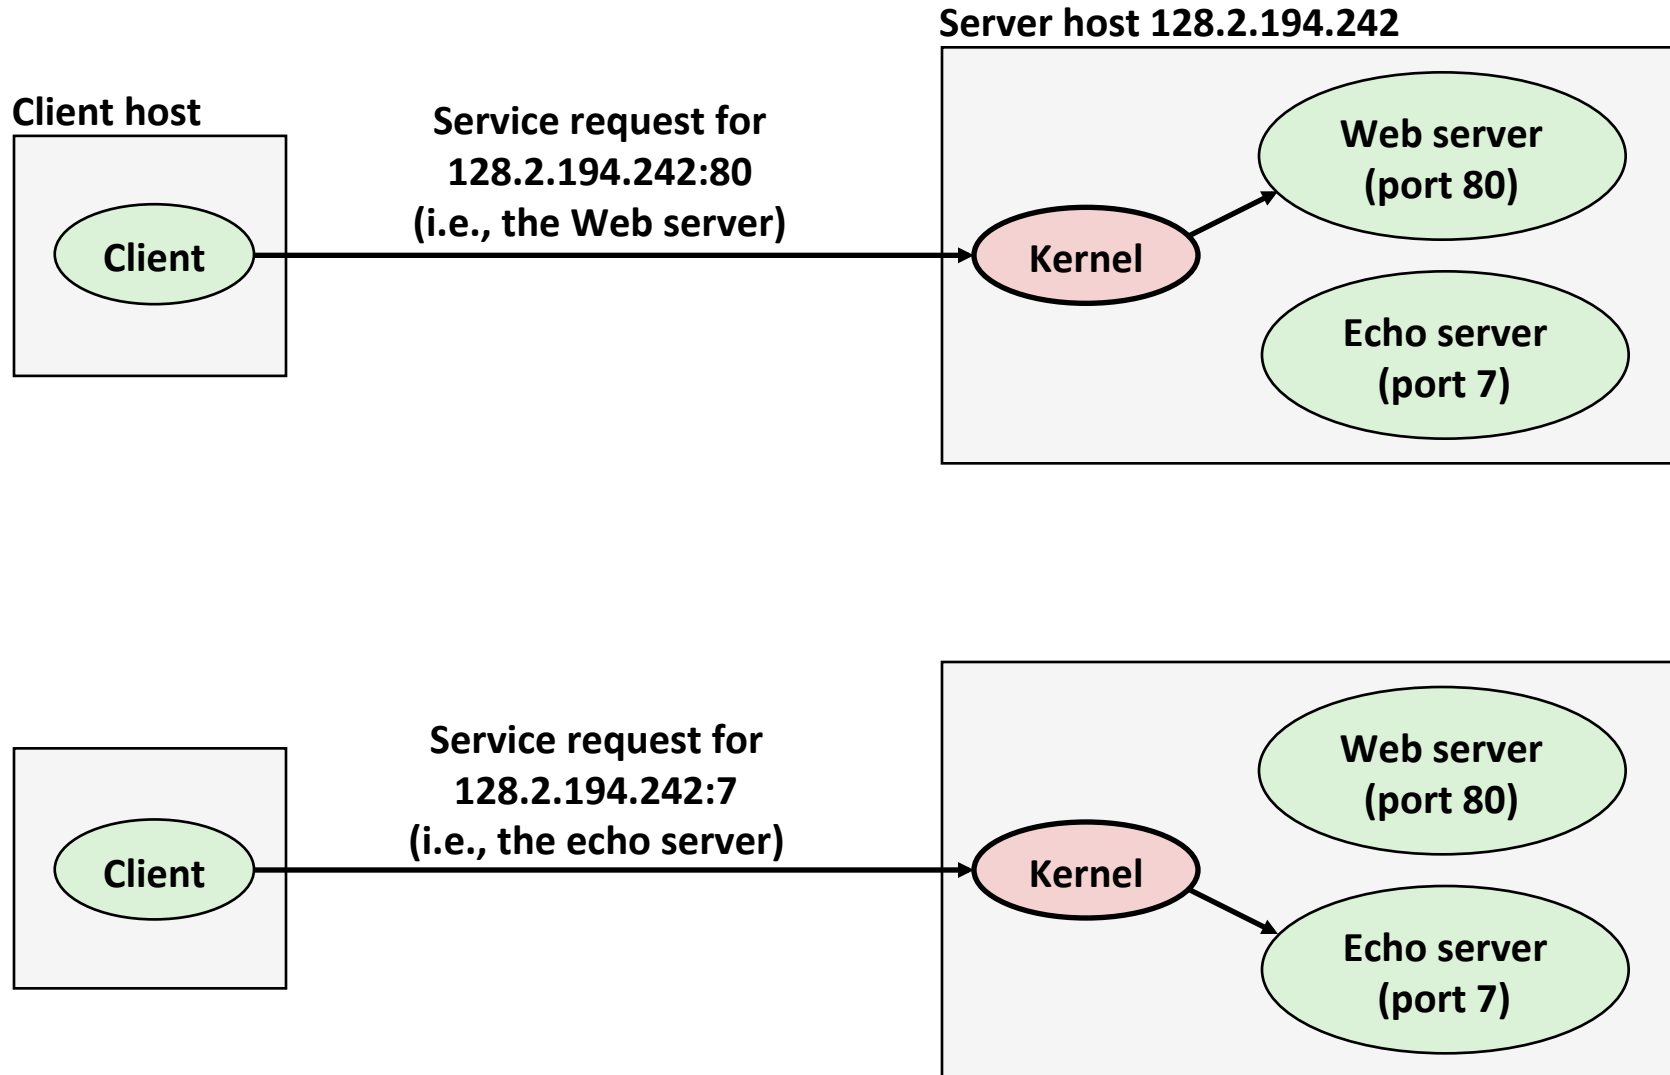 Server host 128.2.194.242
Client host
Service request for
128.2.194.242:80
(i.e., the Web server)
Client
Kernel
Web server
(port 80)
Echo server
(port 7)
Service request for
128.2.194.242:7
(i.e., the echo server)
Client
Kernel
Web server
(port 80)
Echo server
(port 7)